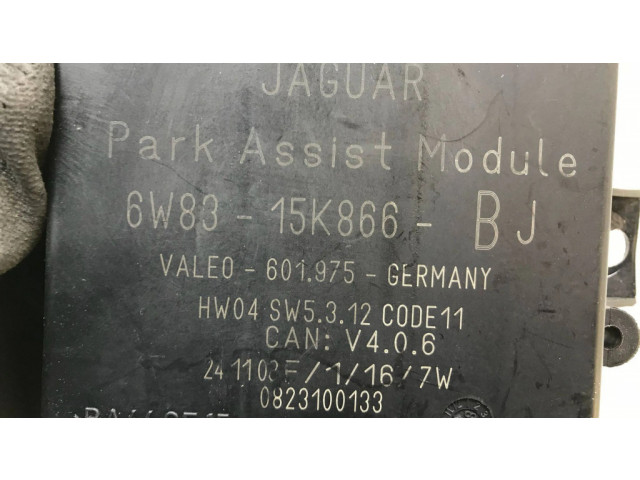 JAGUAR
Park Assist Module
6W83 - 15K866 - BJ
VALEO - 601.975 - GERMANY
HW04 SW5.3.12 CODE11
CAN: V4.0.6
0823100133